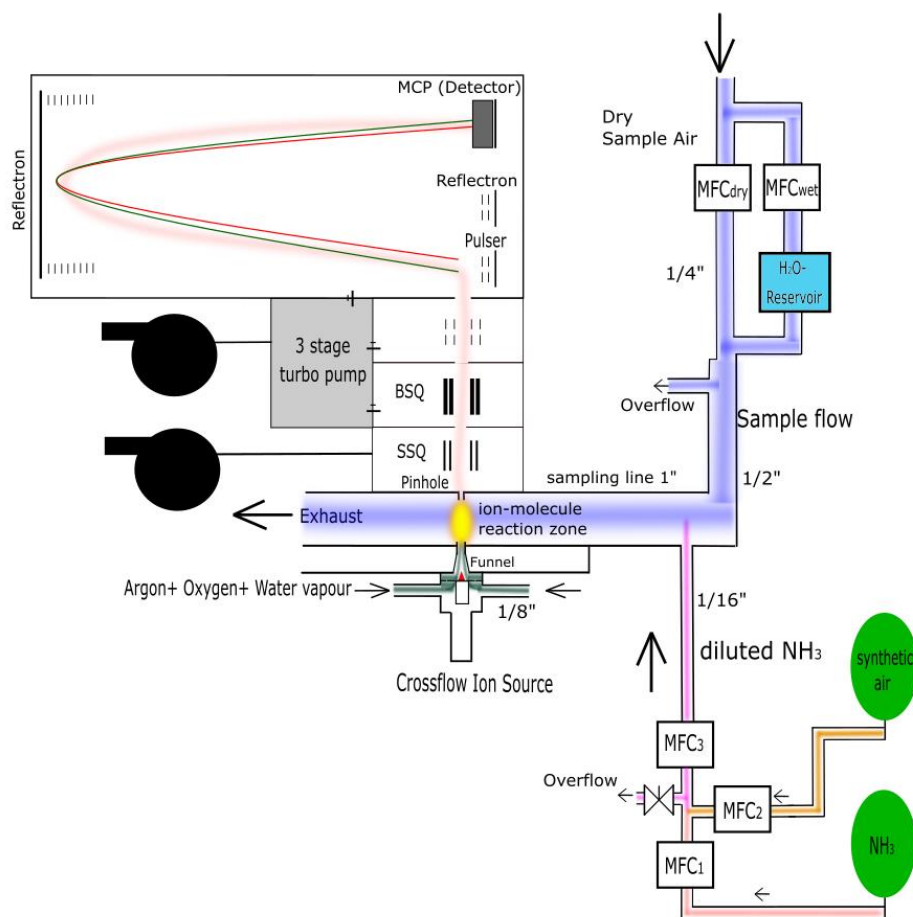 MCP (Detector)
Reflectron
Reflectron
Pulser
Dry
Sample Air
MFCdry
MFCwet
1/4"
H₂O-
Reservoir
3 stage
turbo pump
BSQ
SSQ
Pinhole
Overflow
Sample flow
sampling line 1"
1/2"
Exhaust
ion-molecule
reaction zone
Funnel
Argon+ Oxygen+ Water vapour
1/8"
1/16"
Crossflow Ion Source
diluted NH₃
synthetic
air
MFC₃
Overflow
MFC₂
MFC₁
NH₃